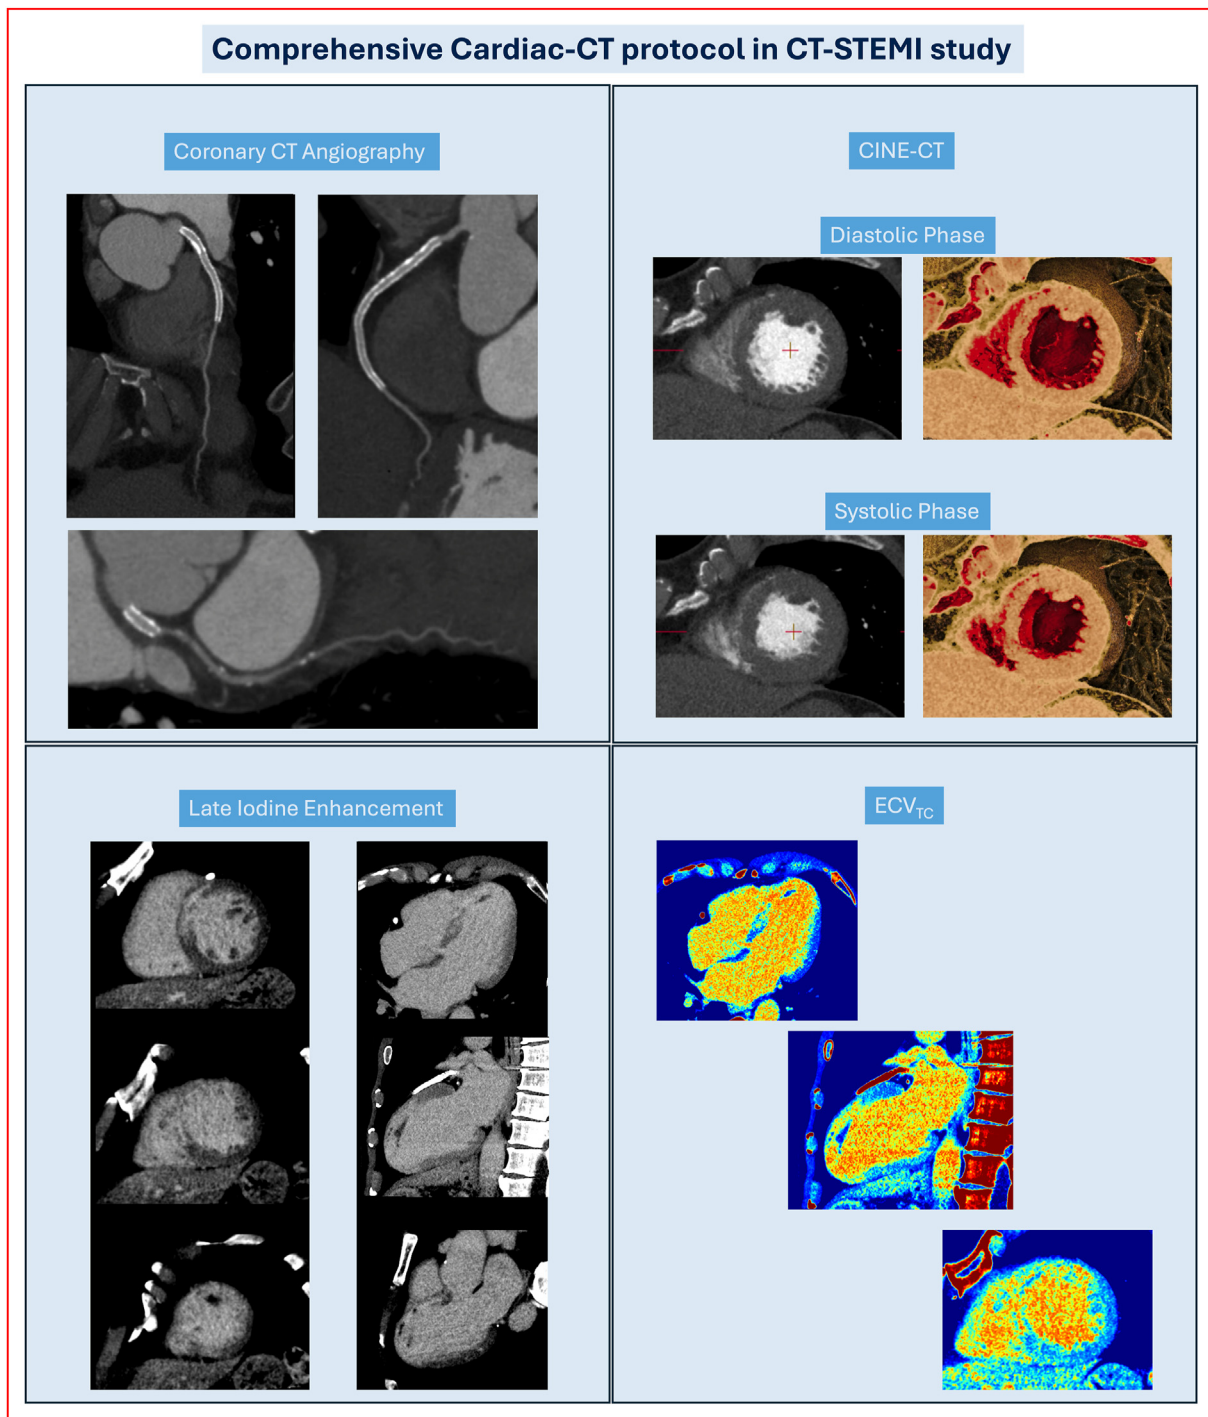 Comprehensive Cardiac-CT protocol in CT-STEMI study
Coronary CT Angiography
CINE-CT
Diastolic Phase
Systolic Phase
Late Iodine Enhancement
ECVTC